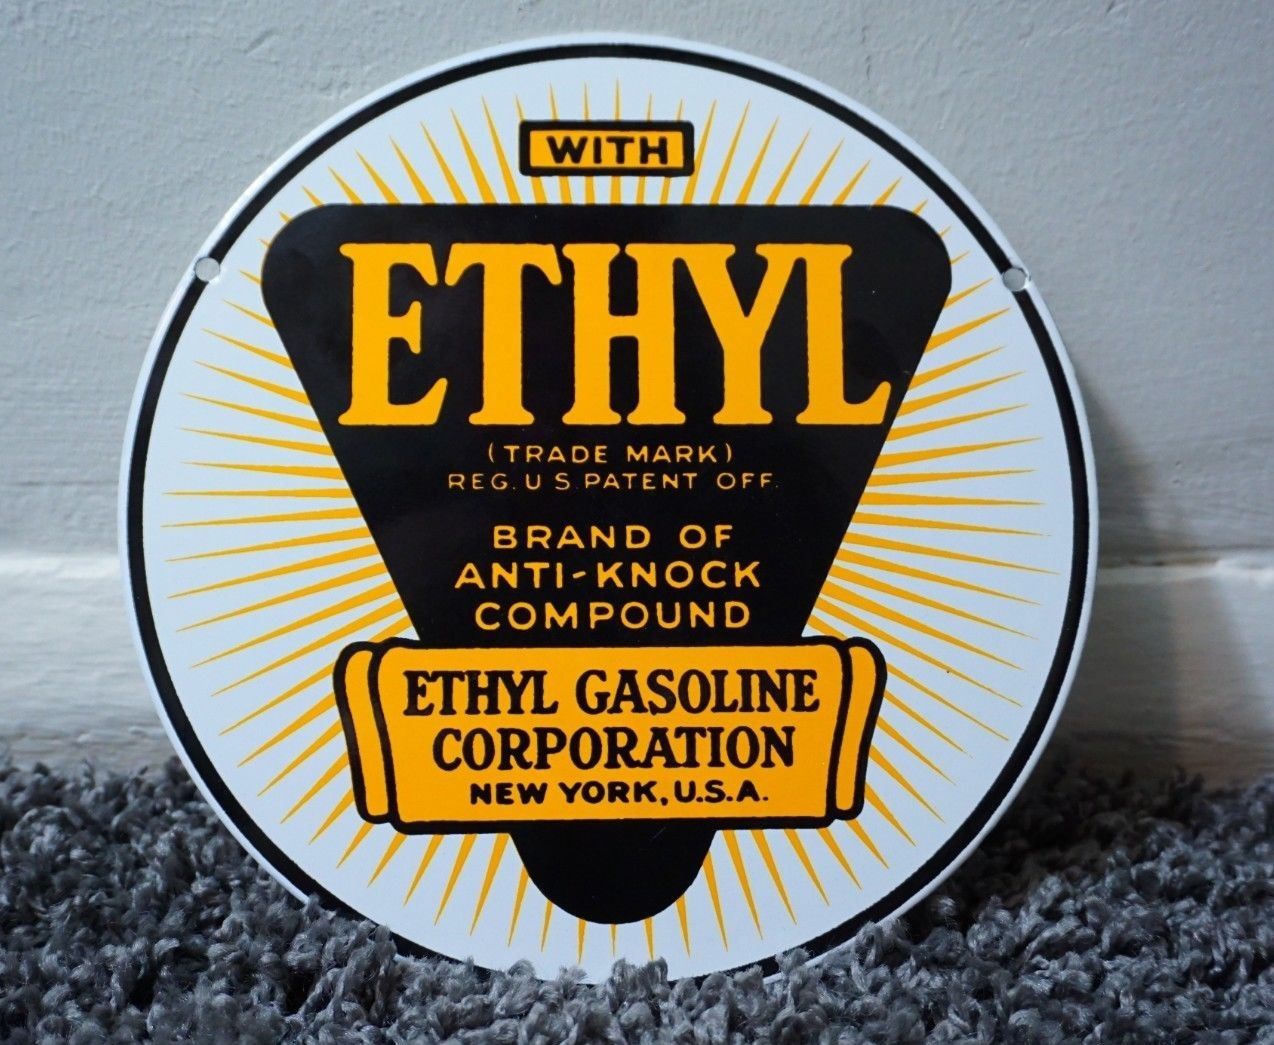 WITH
ETHYL
(TRADE MARK)
REG. U S. PATENT OFF.
BRAND OF
ANTI-KNOCK
COMPOUND
ETHYL GASOLINE
CORPORATION
NEW YORK, U.S.A.